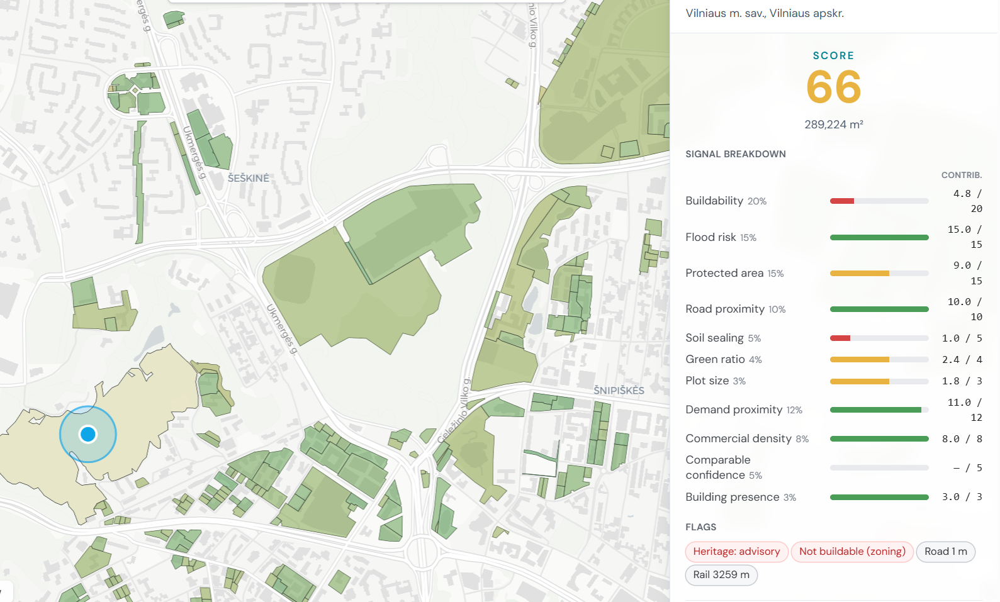 Ukmergės g.
ŠEŠKINĖ
Ukmergės g.
Ukmergės g.
Geležinio Vilko g.
ŠNIPIŠKĖS
Vilniaus m. sav., Vilniaus apskr.
SCORE
66
289,224 m²
SIGNAL BREAKDOWN
CONTRIB.
Buildability 20% 4.8 /
20
Flood risk 15% 15.0 /
15
Protected area 15% 9.0 /
15
Road proximity 10% 10.0 /
10
Soil sealing 5% 1.0 / 5
Green ratio 4% 2.4 / 4
Plot size 3% 1.8 / 3
Demand proximity 12% 11.0 /
12
Commercial density 8% 8.0 / 8
Comparable
confidence 5% – / 5
Building presence 3% 3.0 / 3
FLAGS
Heritage: advisory Not buildable (zoning) Road 1 m
Rail 3259 m